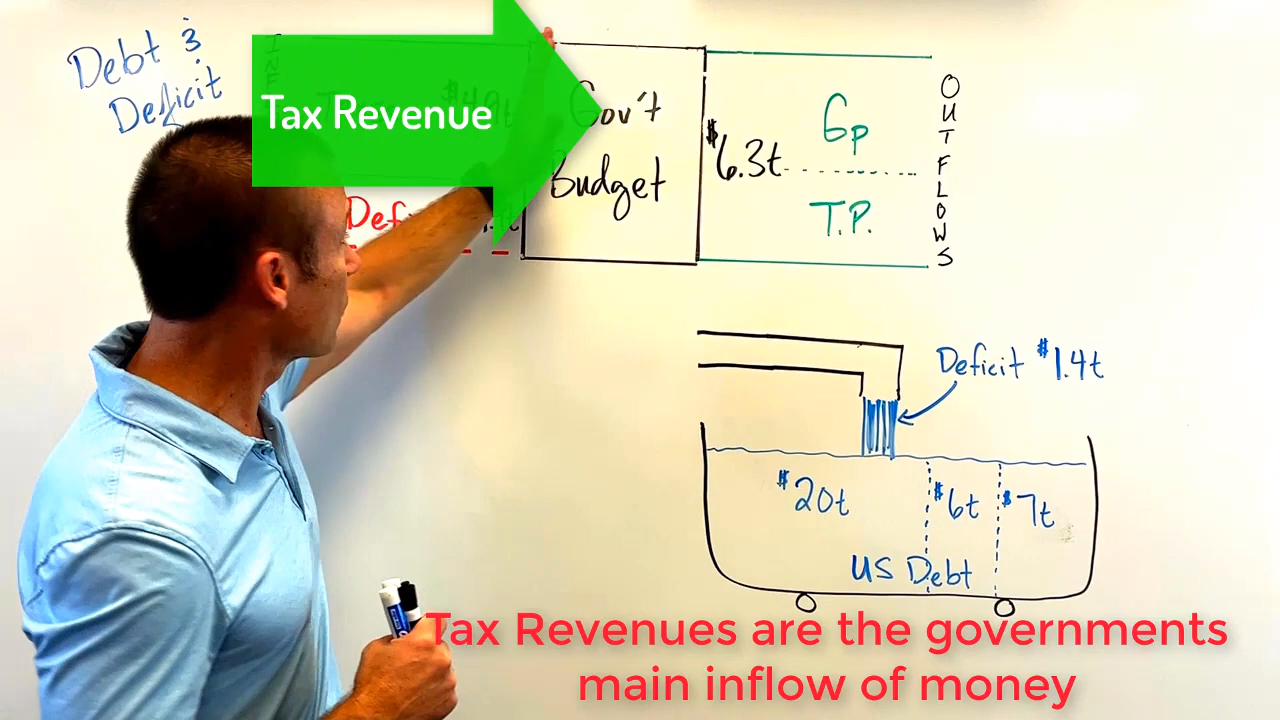 Debt &
Deficit
Tax Revenue
Gov't
Budget
$6.3t
Gp
T.P.
OUTFLOWS
Deficit $1.4t
$20t
$6t
$7t
US Debt
Tax Revenues are the governments
main inflow of money